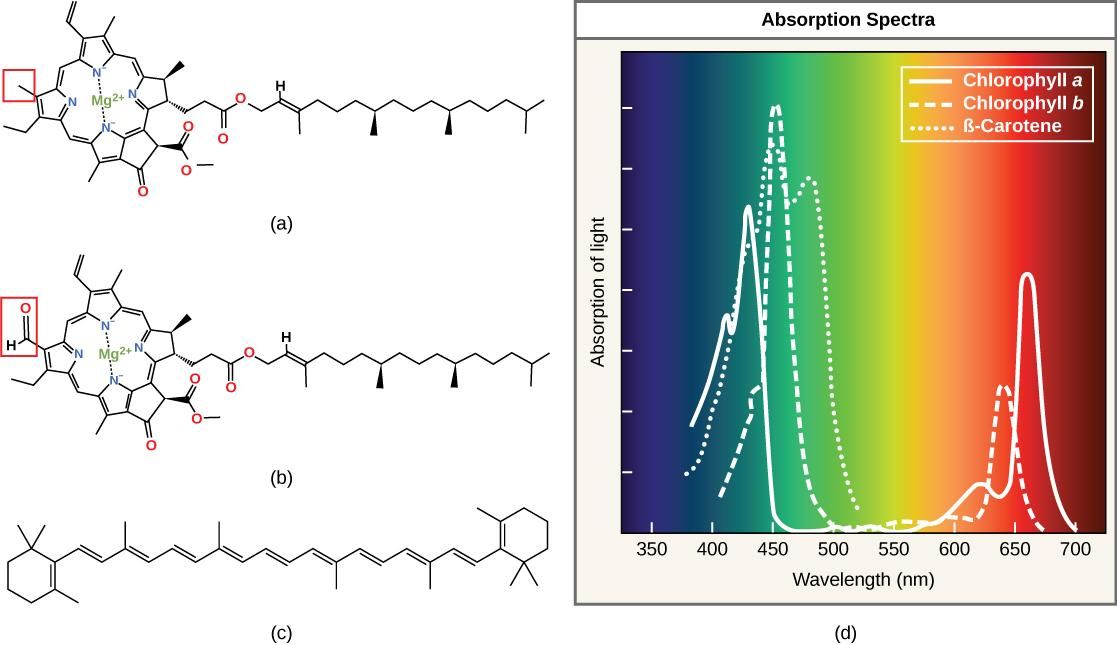 N⁻
N
Mg²⁺
N
N⁻
O
O
O
O
O
H
(a)
O
H
N⁻
N
Mg²⁺
N
N⁻
O
O
O
O
O
H
(b)
(c)
Absorption Spectra
Chlorophyll a
Chlorophyll b
ß-Carotene
Absorption of light
350 400 450 500 550 600 650 700
Wavelength (nm)
(d)